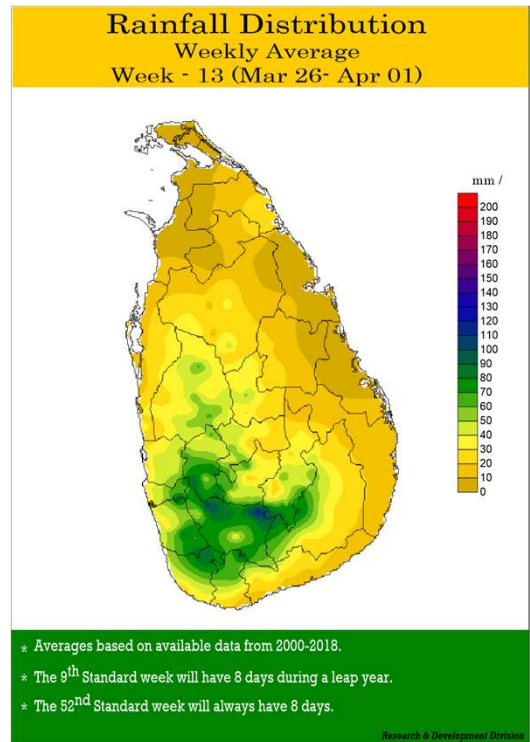 Rainfall Distribution
Weekly Average
Week - 13 (Mar 26- Apr 01)
mm /
200
190
180
170
160
150
140
130
120
110
100
90
80
70
60
50
40
30
20
10
0
* Averages based on available data from 2000-2018.
* The 9th Standard week will have 8 days during a leap year.
* The 52nd Standard week will always have 8 days.
Research & Development Division